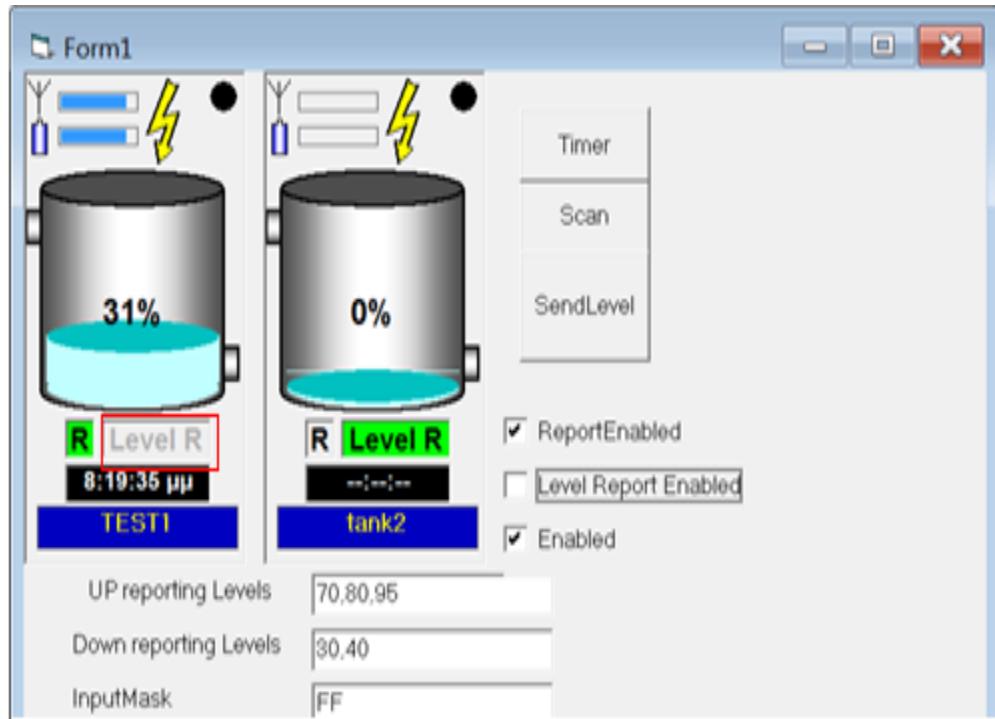 Form1
31%
0%
Timer
Scan
SendLevel
R Level R
R Level R
8:19:35 μμ
--:--:--
TEST1
tank2
ReportEnabled
Level Report Enabled
Enabled
UP reporting Levels 70,80,95
Down reporting Levels 30,40
InputMask FF